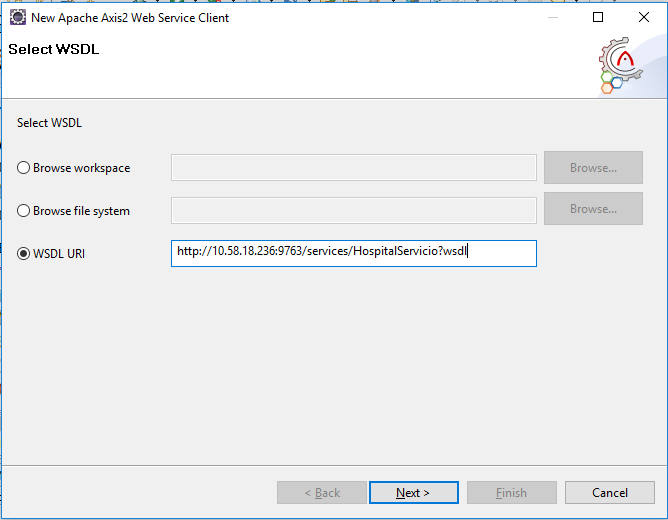 New Apache Axis2 Web Service Client
Select WSDL
Select WSDL
Browse workspace
Browse...
Browse file system
Browse...
WSDL URI
http://10.58.18.236:9763/services/HospitalServicio?wsdl
< Back
Next >
Finish
Cancel